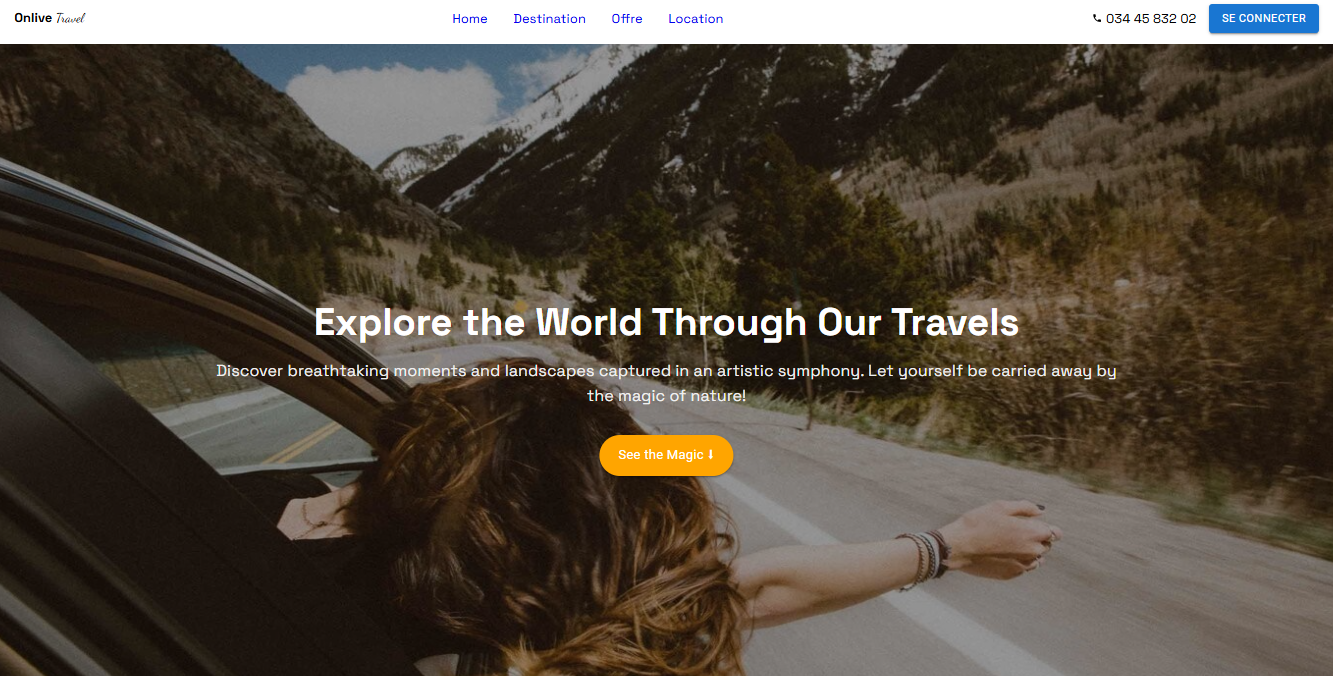 Onlive Travel
Home Destination Offre Location
034 45 832 02
SE CONNECTER
Explore the World Through Our Travels
Discover breathtaking moments and landscapes captured in an artistic symphony. Let yourself be carried away by
the magic of nature!
See the Magic ⬇